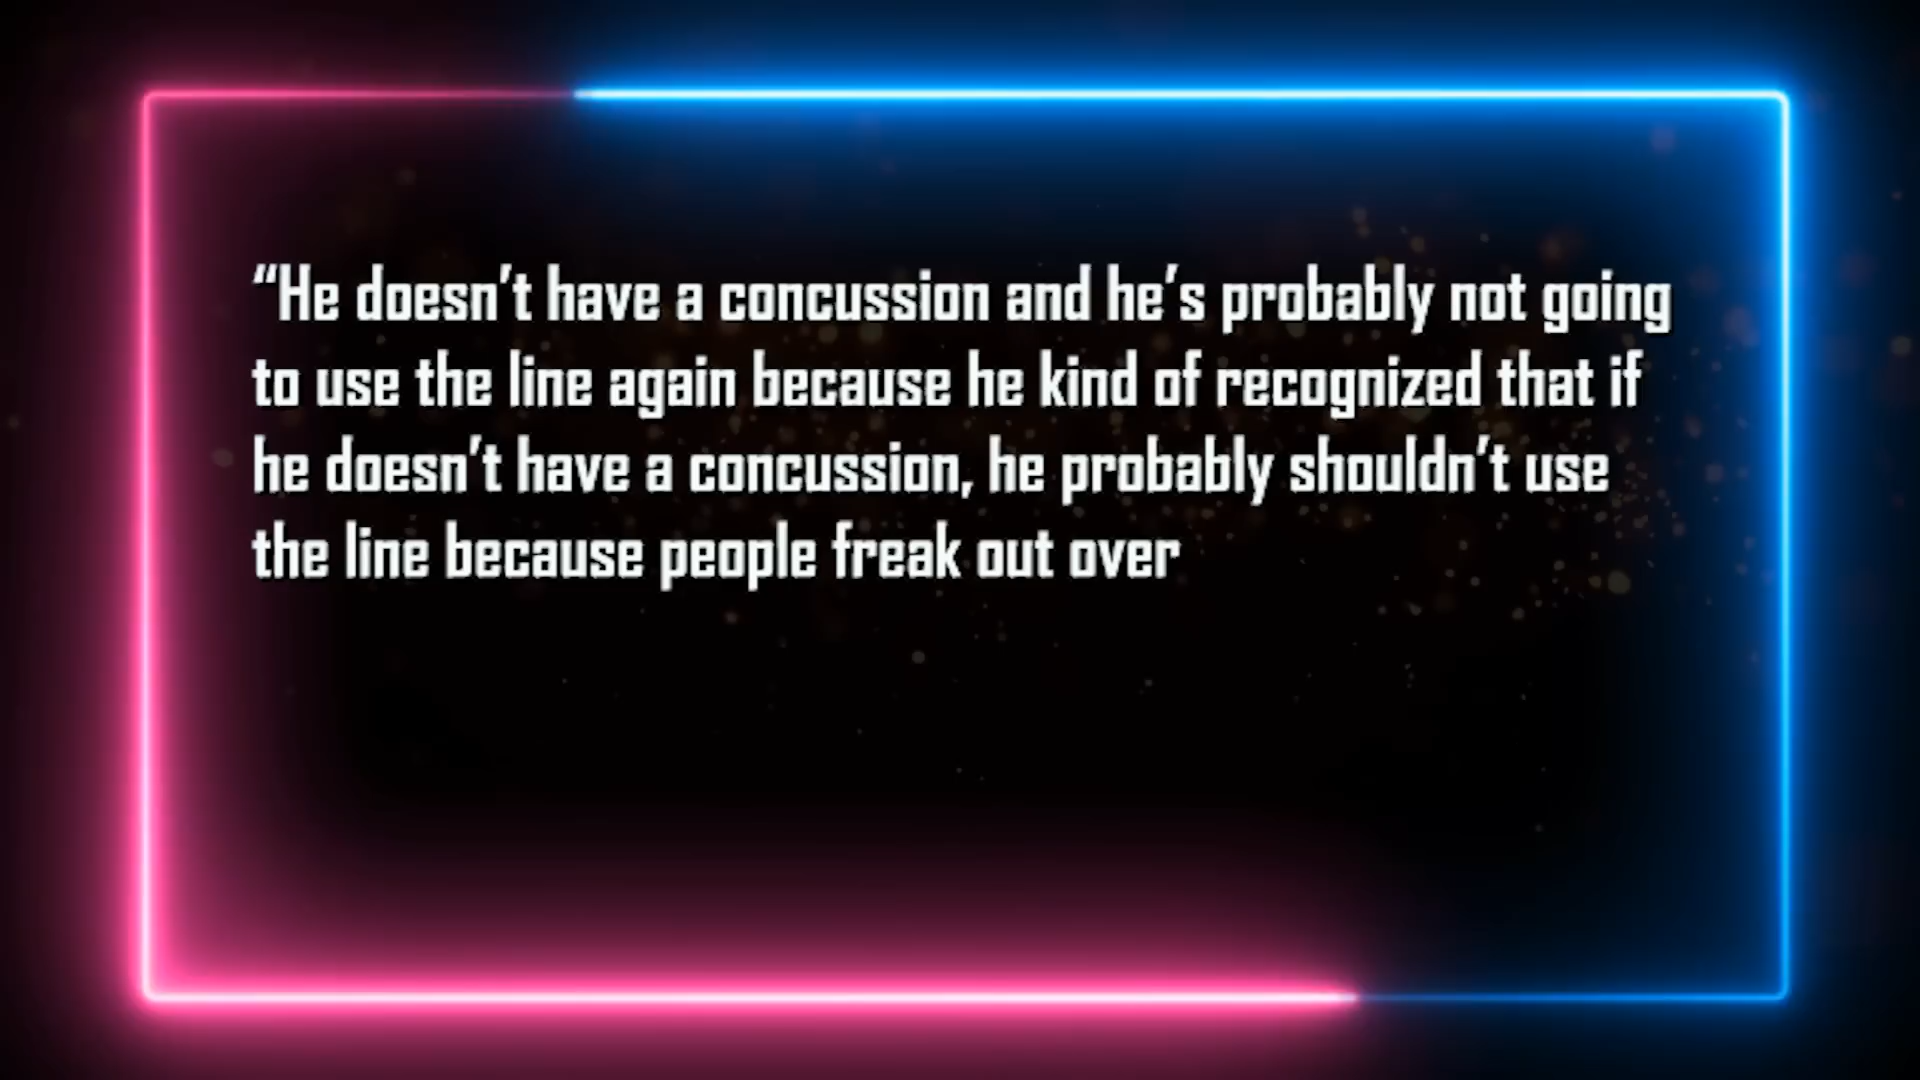 “He doesn’t have a concussion and he’s probably not going
to use the line again because he kind of recognized that if
he doesn’t have a concussion, he probably shouldn’t use
the line because people freak out over